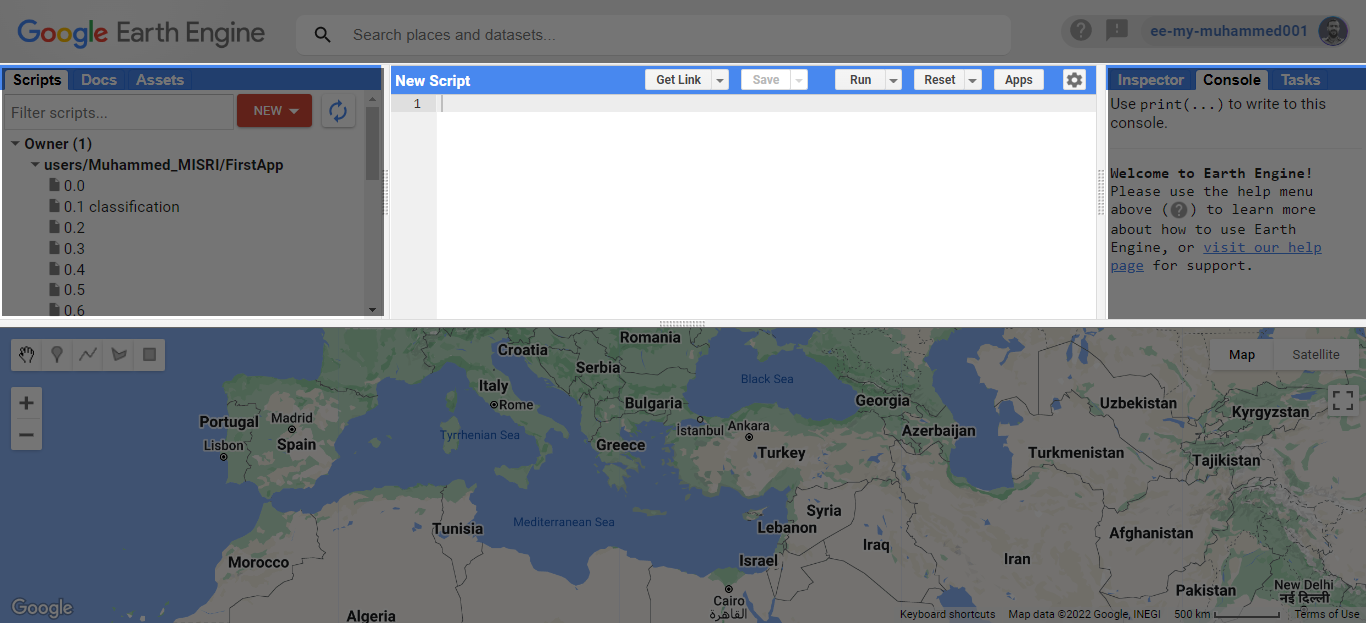 Google Earth Engine
Search places and datasets...
ee-my-muhammed001
Scripts Docs Assets
Filter scripts...
NEW
Owner (1)
users/Muhammed_MISRI/FirstApp
0.0
0.1 classification
0.2
0.3
0.4
0.5
0.6
New Script
Get Link
Save
Run
Reset
Apps
1
Inspector Console Tasks
Use print(...) to write to this
console.
Welcome to Earth Engine!
Please use the help menu
above (?) to learn more
about how to use Earth
Engine, or visit our help
page for support.
Map Satellite
+
−
Romania
Croatia
Serbia
Italy
Rome
Bulgaria
Black Sea
Georgia
Azerbaijan
Uzbekistan
Kyrgyzstan
Portugal
Madrid
Lisbon
Spain
Tyrrhenian Sea
Greece
İstanbul
Ankara
Turkey
Turkmenistan
Tajikistan
Tunisia
Mediterranean Sea
Syria
Lebanon
Iraq
Iran
Afghanistan
Morocco
Israel
Pakistan
New Delhi
नई दिल्ली
Cairo
القاهرة
Algeria
Google
Keyboard shortcuts
Map data ©2022 Google, INEGI
500 km
Terms of Use